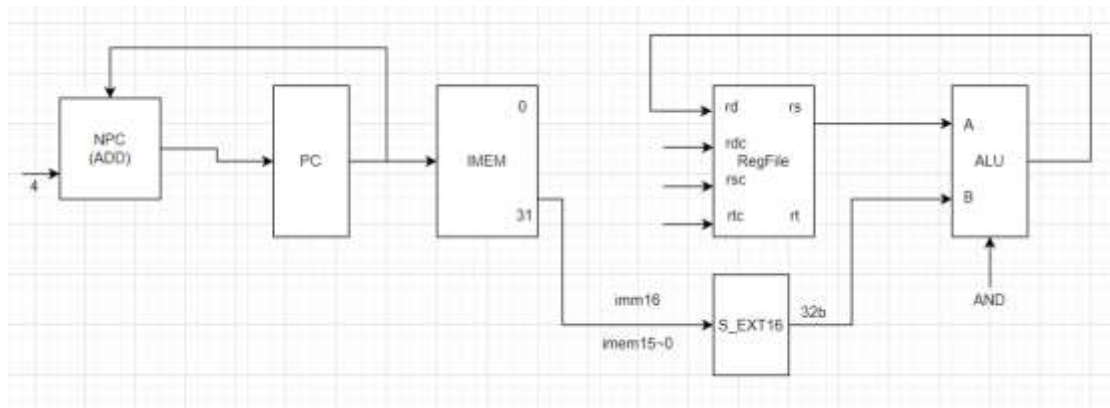 NPC
(ADD)
4
PC
0
IMEM
31
rd
rs
rdc
RegFile
rsc
rtc
rt
A
ALU
B
AND
imm16
imem15~0
S_EXT16
32b